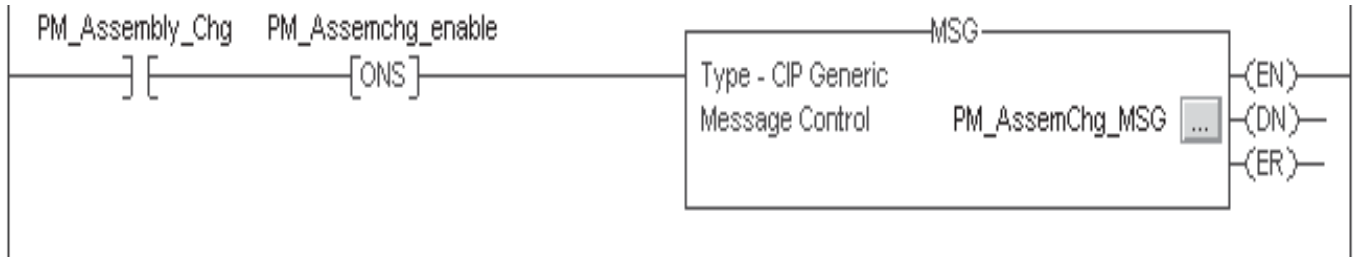 PM_Assembly_Chg PM_Assemchg_enable
MSG
ONS
Type - CIP Generic
(EN)
Message Control PM_AssemChg_MSG ... (DN)
(ER)